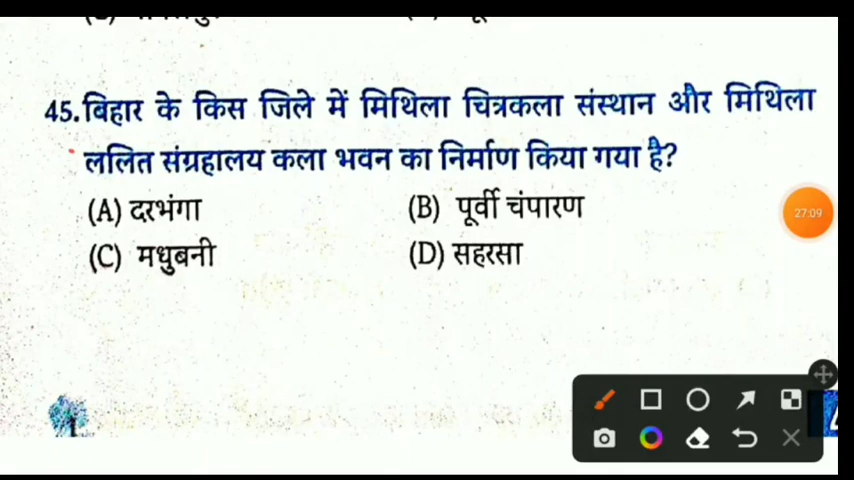 45. बिहार के किस जिले में मिथिला चित्रकला संस्थान और मिथिला
ललित संग्रहालय कला भवन का निर्माण किया गया है?
(A) दरभंगा (B) पूर्वी चंपारण
(C) मधुबनी (D) सहरसा
27:09